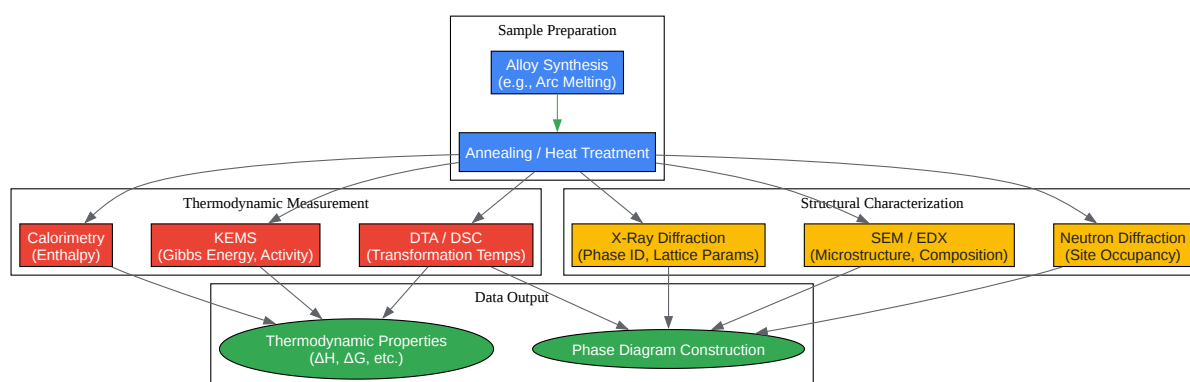 Sample Preparation
Alloy Synthesis
(e.g., Arc Melting)
Annealing / Heat Treatment
Thermodynamic Measurement
Structural Characterization
Calorimetry
(Enthalpy)
KEMS
(Gibbs Energy, Activity)
DTA / DSC
(Transformation Temps)
X-Ray Diffraction
(Phase ID, Lattice Params)
SEM / EDX
(Microstructure, Composition)
Neutron Diffraction
(Site Occupancy)
Data Output
Thermodynamic Properties
(ΔH, ΔG, etc.)
Phase Diagram Construction